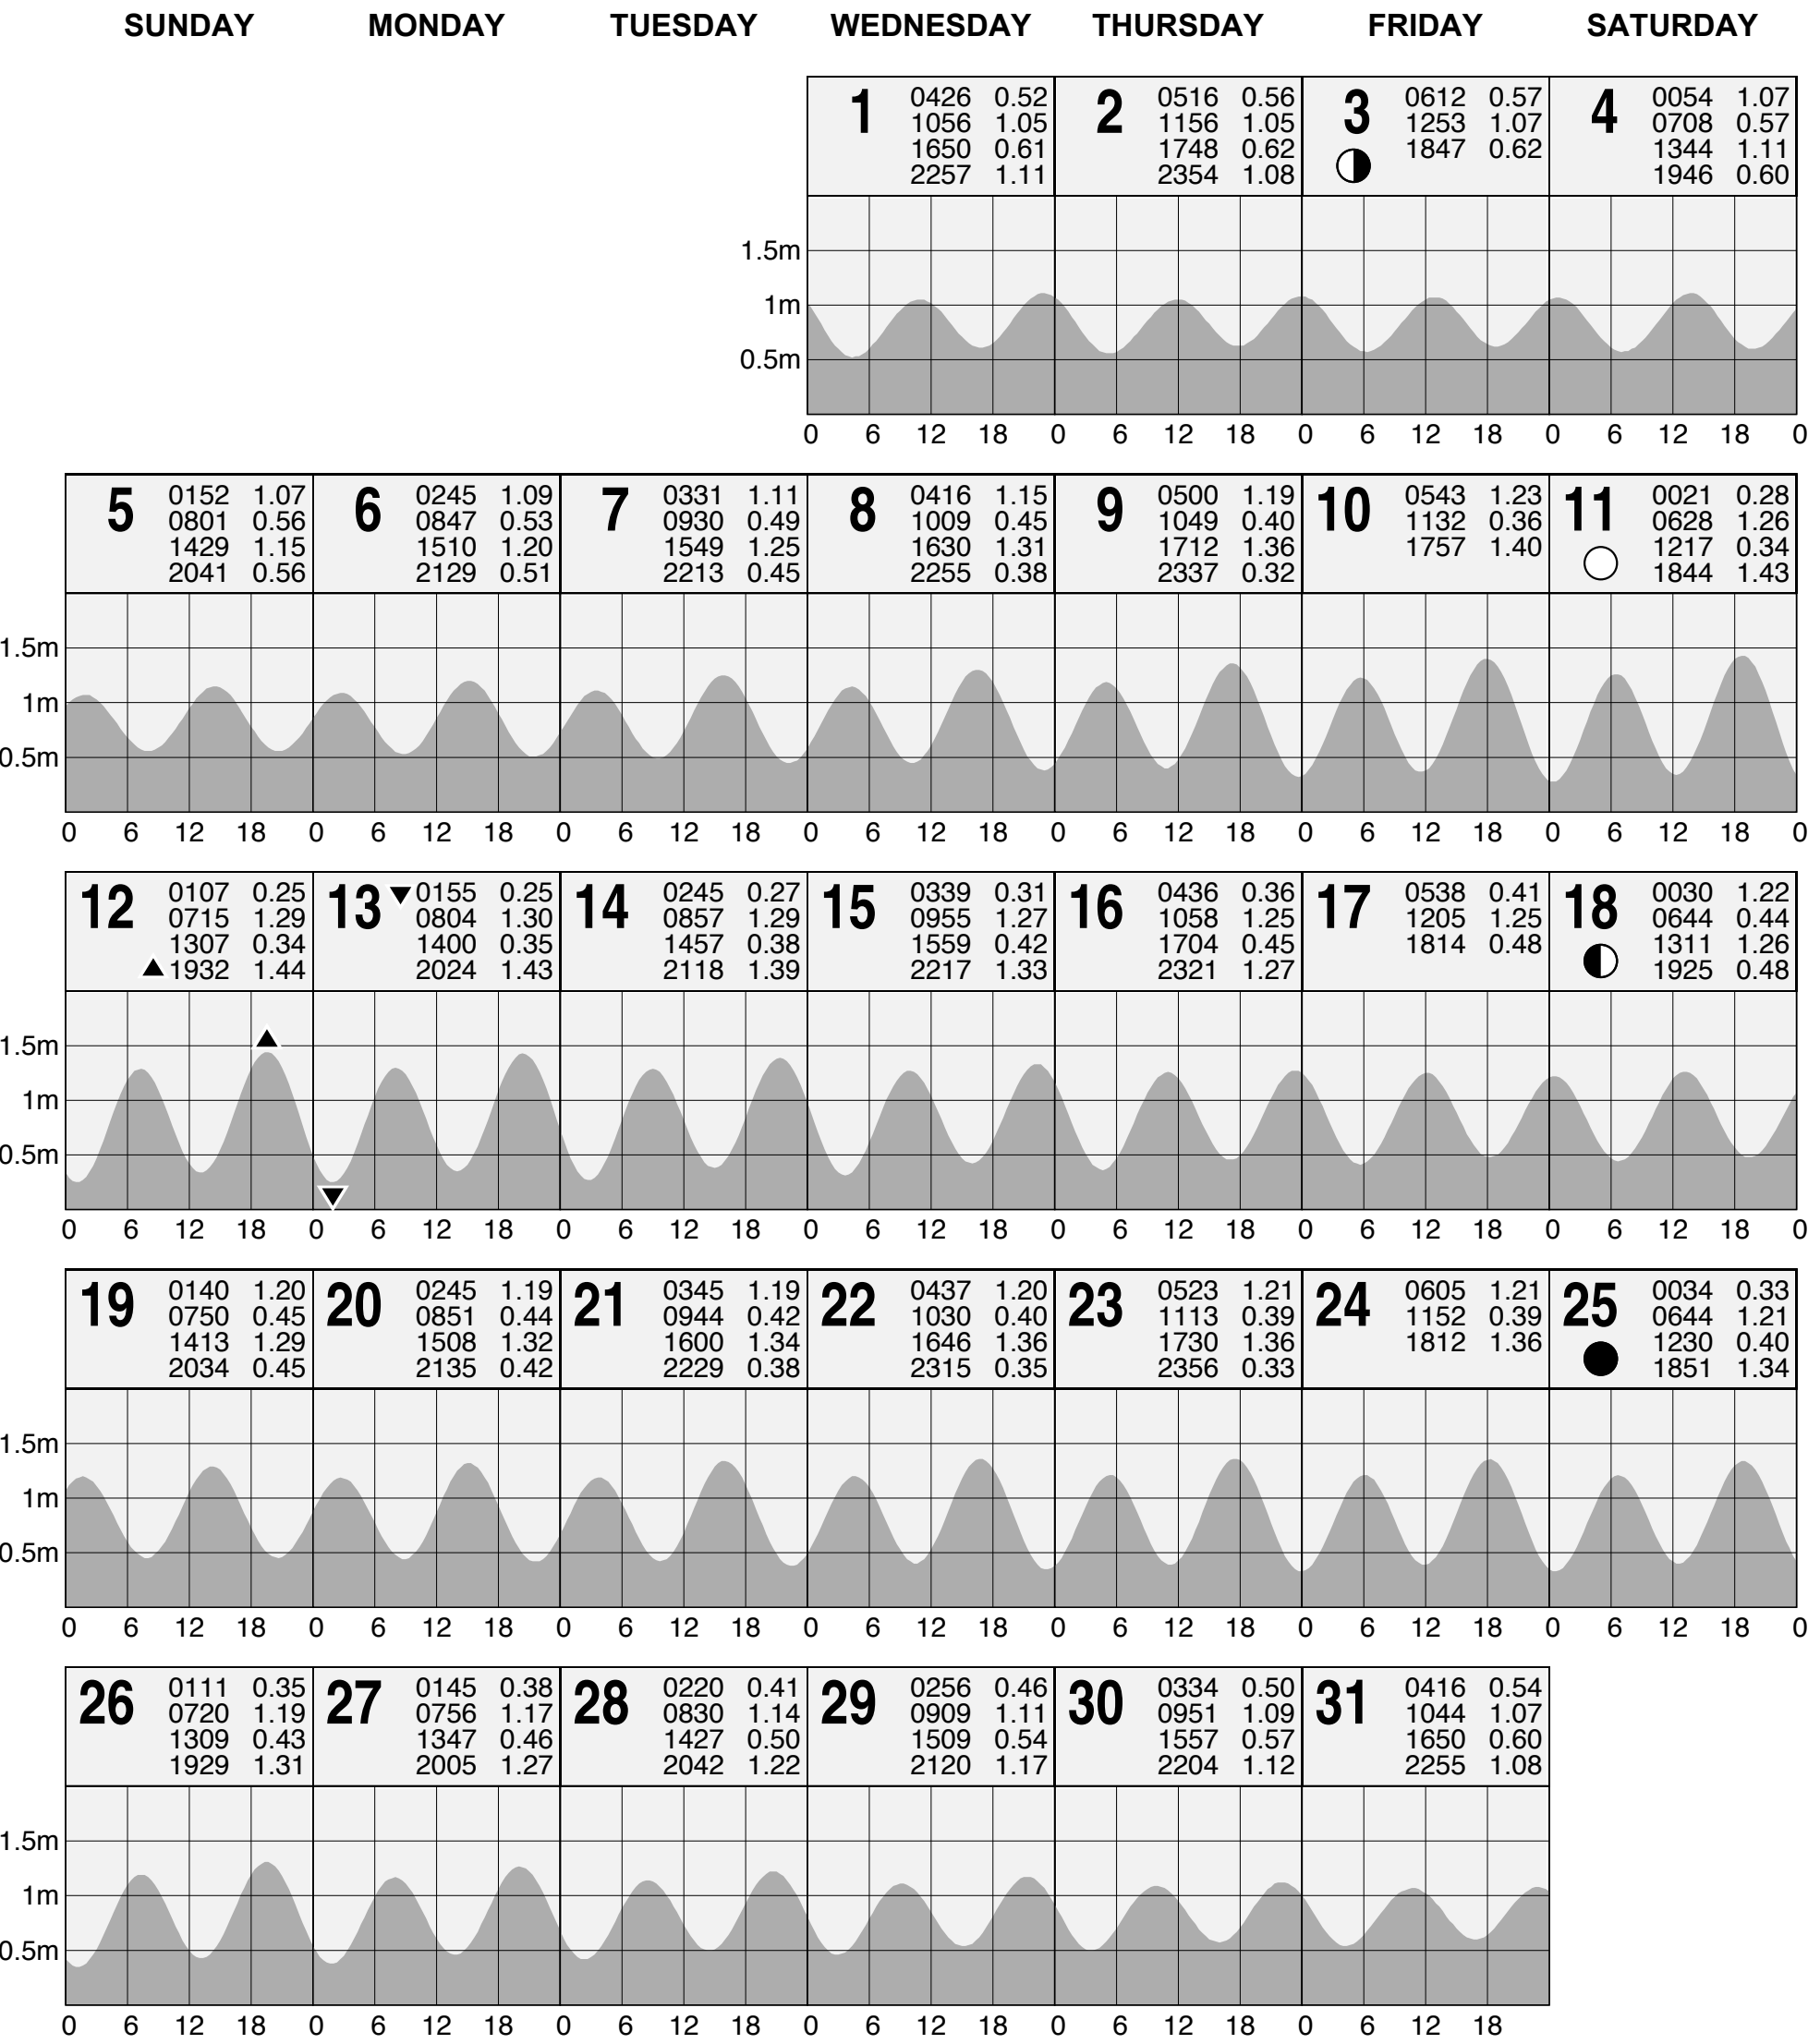 SUNDAY MONDAY TUESDAY WEDNESDAY THURSDAY FRIDAY SATURDAY
1 0426 0.52
1056 1.05
1650 0.61
2257 1.11
2 0516 0.56
1156 1.05
1748 0.62
2354 1.08
3 0612 0.57
1253 1.07
1847 0.62
4 0054 1.07
0708 0.57
1344 1.11
1946 0.60
1.5m
1m
0.5m
0 6 12 18 0 6 12 18 0 6 12 18 0 6 12 18 0
5 0152 1.07
0801 0.56
1429 1.15
2041 0.56
6 0245 1.09
0847 0.53
1510 1.20
2129 0.51
7 0331 1.11
0930 0.49
1549 1.25
2213 0.45
8 0416 1.15
1009 0.45
1630 1.31
2255 0.38
9 0500 1.19
1049 0.40
1712 1.36
2337 0.32
10 0543 1.23
1132 0.36
1757 1.40
11 0021 0.28
0628 1.26
1217 0.34
1844 1.43
1.5m
1m
0.5m
0 6 12 18 0 6 12 18 0 6 12 18 0 6 12 18 0 6 12 18 0 6 12 18 0 6 12 18 0
12 0107 0.25
0715 1.29
1307 0.34
1932 1.44
13 0155 0.25
0804 1.30
1400 0.35
2024 1.43
14 0245 0.27
0857 1.29
1457 0.38
2118 1.39
15 0339 0.31
0955 1.27
1559 0.42
2217 1.33
16 0436 0.36
1058 1.25
1704 0.45
2321 1.27
17 0538 0.41
1205 1.25
1814 0.48
18 0030 1.22
0644 0.44
1311 1.26
1925 0.48
1.5m
1m
0.5m
0 6 12 18 0 6 12 18 0 6 12 18 0 6 12 18 0 6 12 18 0 6 12 18 0 6 12 18 0
19 0140 1.20
0750 0.45
1413 1.29
2034 0.45
20 0245 1.19
0851 0.44
1508 1.32
2135 0.42
21 0345 1.19
0944 0.42
1600 1.34
2229 0.38
22 0437 1.20
1030 0.40
1646 1.36
2315 0.35
23 0523 1.21
1113 0.39
1730 1.36
2356 0.33
24 0605 1.21
1152 0.39
1812 1.36
25 0034 0.33
0644 1.21
1230 0.40
1851 1.34
1.5m
1m
0.5m
0 6 12 18 0 6 12 18 0 6 12 18 0 6 12 18 0 6 12 18 0 6 12 18 0 6 12 18 0
26 0111 0.35
0720 1.19
1309 0.43
1929 1.31
27 0145 0.38
0756 1.17
1347 0.46
2005 1.27
28 0220 0.41
0830 1.14
1427 0.50
2042 1.22
29 0256 0.46
0909 1.11
1509 0.54
2120 1.17
30 0334 0.50
0951 1.09
1557 0.57
2204 1.12
31 0416 0.54
1044 1.07
1650 0.60
2255 1.08
1.5m
1m
0.5m
0 6 12 18 0 6 12 18 0 6 12 18 0 6 12 18 0 6 12 18 0 6 12 18